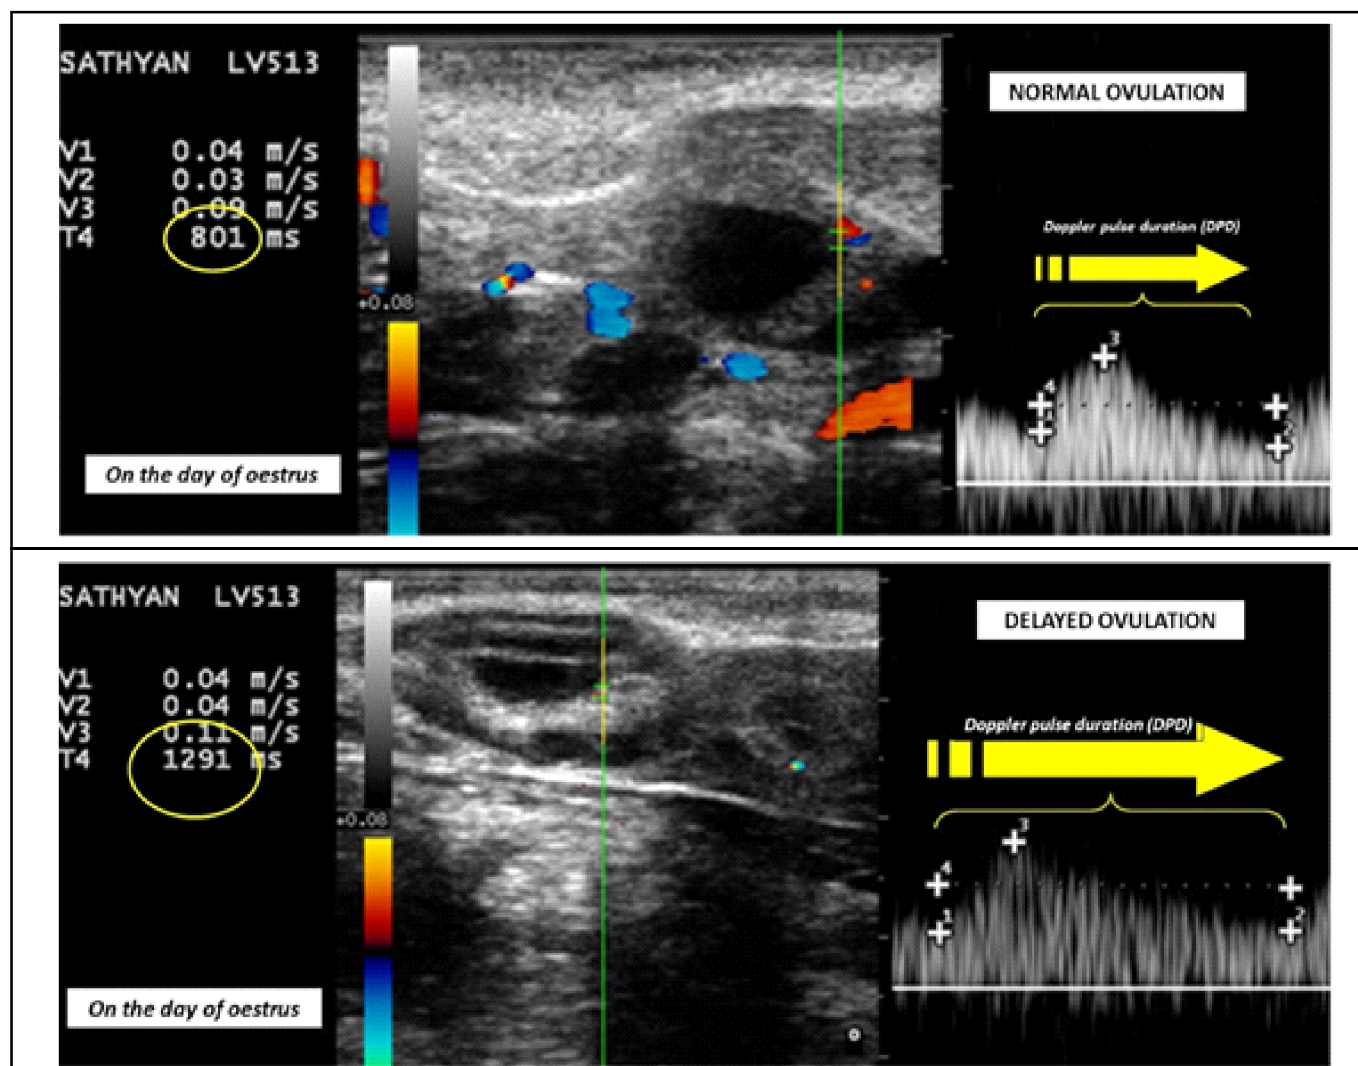 SATHYAN LV513
V1 0.04 m/s
V2 0.03 m/s
V3 0.09 m/s
T4 801 ms
+0.08
On the day of oestrus
NORMAL OVULATION
Doppler pulse duration (DPD)
3
4
2
SATHYAN LV513
V1 0.04 m/s
V2 0.04 m/s
V3 0.11 m/s
T4 1291 ms
+0.08
On the day of oestrus
DELAYED OVULATION
Doppler pulse duration (DPD)
3
4
1 2